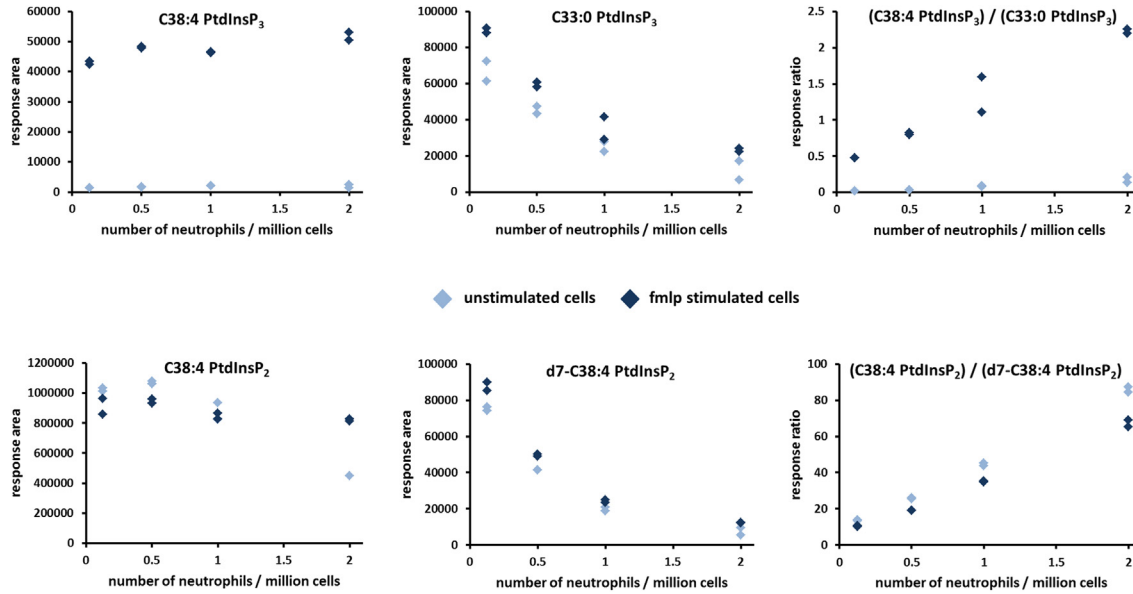 C38:4 PtdInsP3
response area
60000
50000
40000
30000
20000
10000
0
0 0.5 1 1.5 2
number of neutrophils / million cells
C33:0 PtdInsP3
response area
100000
80000
60000
40000
20000
0
0 0.5 1 1.5 2
number of neutrophils / million cells
(C38:4 PtdInsP3) / (C33:0 PtdInsP3)
response ratio
2.5
2
1.5
1
0.5
0
0 0.5 1 1.5 2
number of neutrophils / million cells
unstimulated cells fmlp stimulated cells
C38:4 PtdInsP2
response area
1200000
1000000
800000
600000
400000
200000
0
0 0.5 1 1.5 2
number of neutrophils / million cells
d7-C38:4 PtdInsP2
response area
100000
80000
60000
40000
20000
0
0 0.5 1 1.5 2
number of neutrophils / million cells
(C38:4 PtdInsP2) / (d7-C38:4 PtdInsP2)
response ratio
100
80
60
40
20
0
0 0.5 1 1.5 2
number of neutrophils / million cells